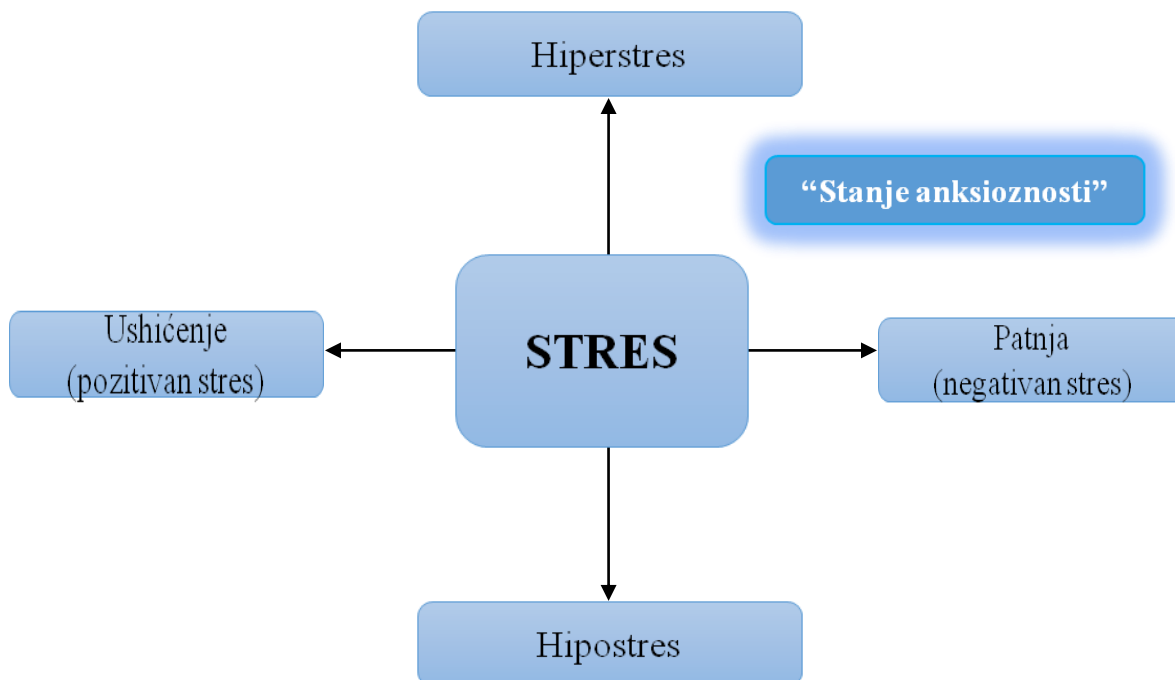 Hiperstres
“Stanje anksioznosti”
Ushićenje
(pozitivan stres)
STRES
Patnja
(negativan stres)
Hipostres